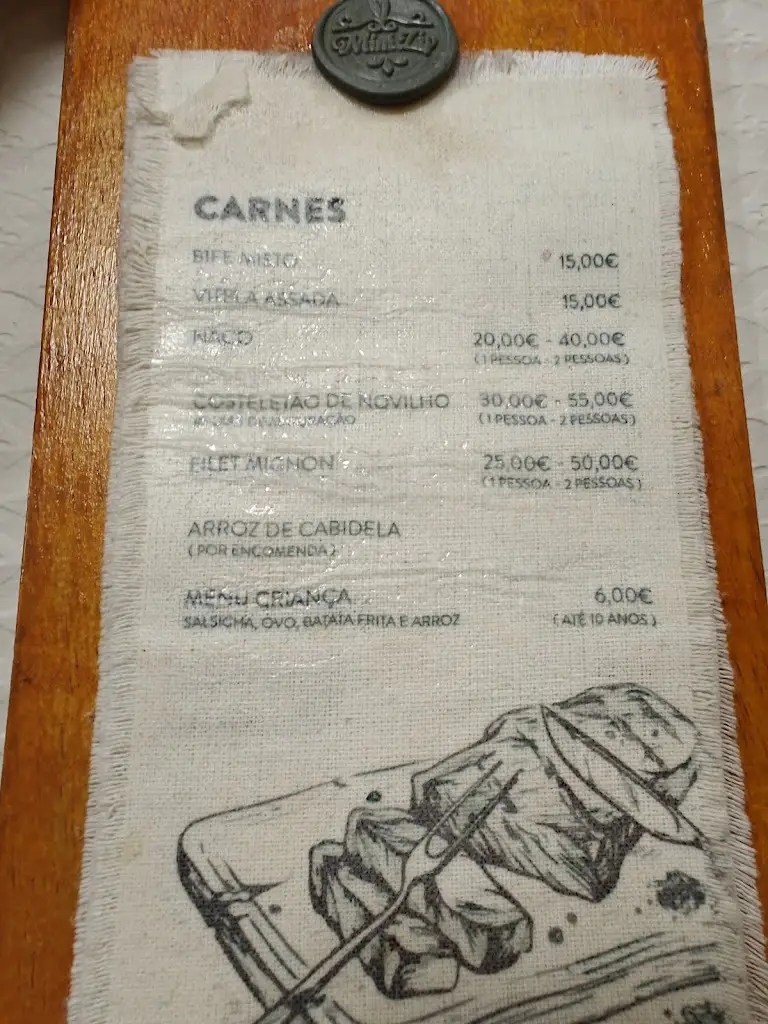 CARNES
BIFE MISTO 15,00€
VITELA ASSADA 15,00€
NACO 20,00€ - 40,00€
(1 PESSOA - 2 PESSOAS)
COSTELETÃO DE NOVILHO 30,00€ - 55,00€
(1 PESSOA - 2 PESSOAS)
FILET MIGNON 25,00€ - 50,00€
(1 PESSOA - 2 PESSOAS)
ARROZ DE CABIDELA
(POR ENCOMENDA)
MENU CRIANÇA 6,00€
SALSICHA, OVO, BATATA FRITA E ARROZ (ATÉ 10 ANOS)